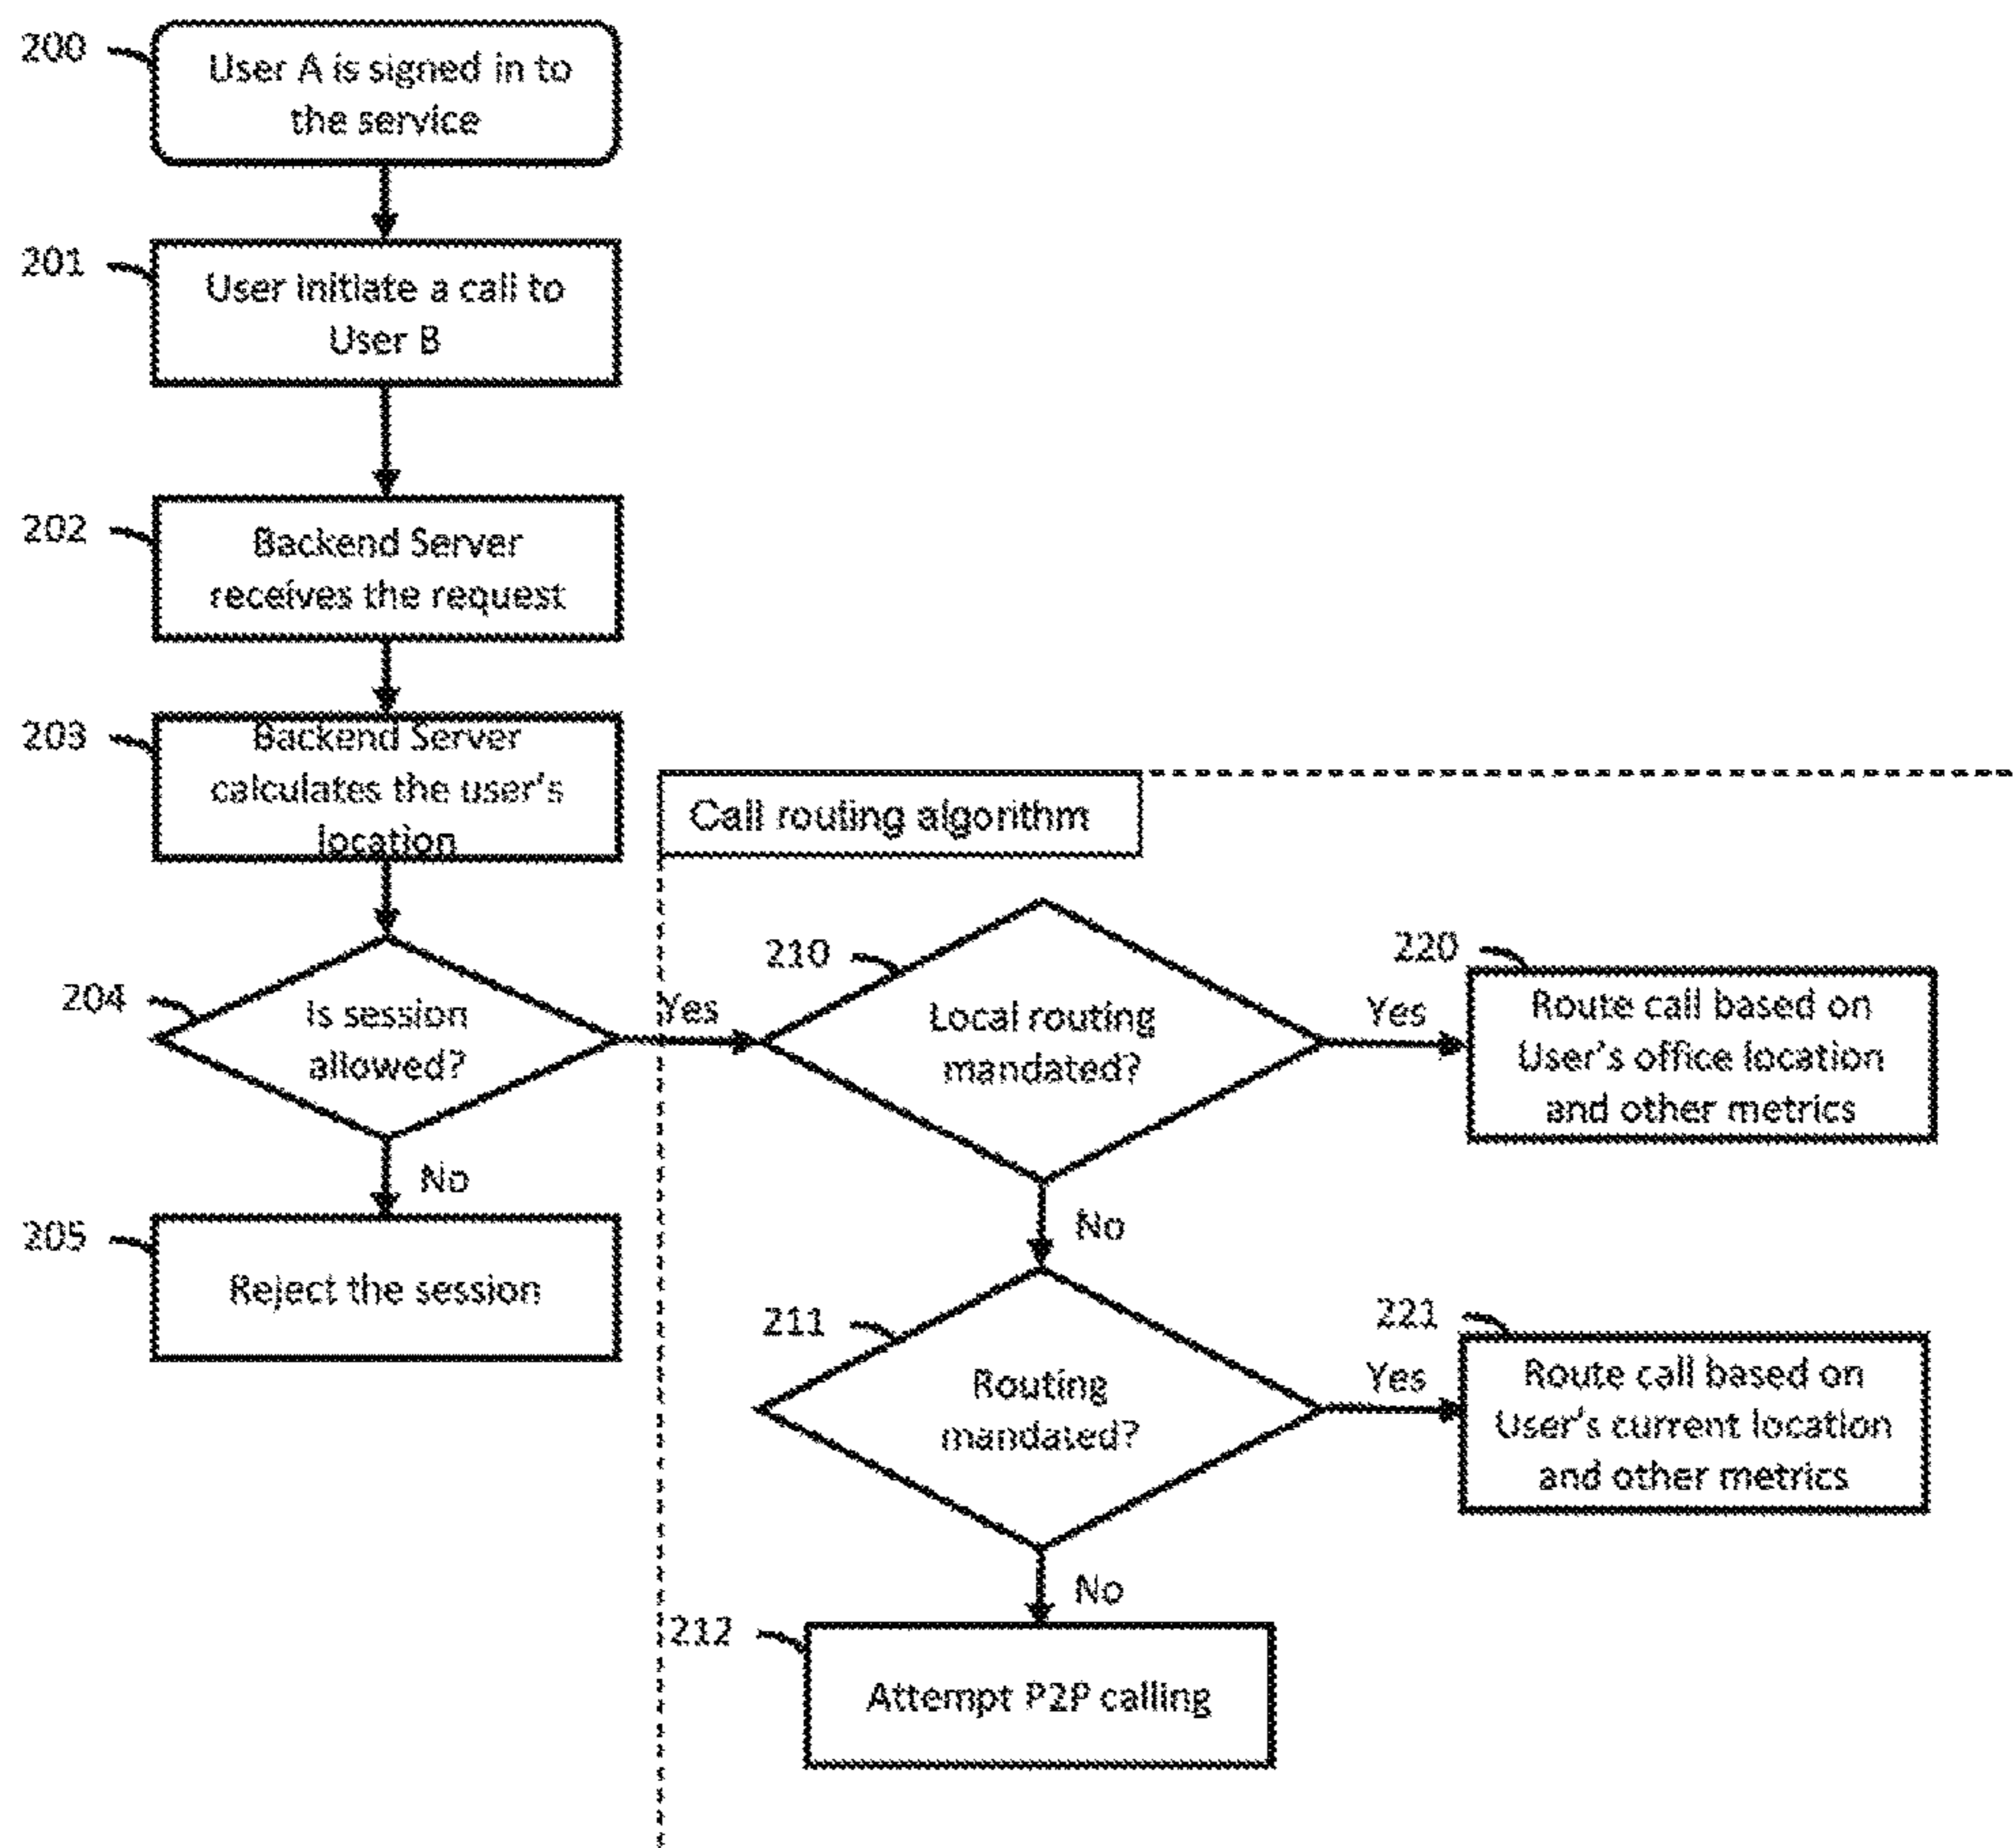 200
User A is signed in to
the service
201
User initiate a call to
User B
202
Backend Server
receives the request
203
Backend Server
calculates the user's
location
Call routing algorithm
204
Is session
allowed?
Yes
No
205
Reject the session
210
Local routing
mandated?
Yes
No
220
Route call based on
User's office location
and other metrics
211
Routing
mandated?
Yes
No
221
Route call based on
User's current location
and other metrics
212
Attempt P2P calling